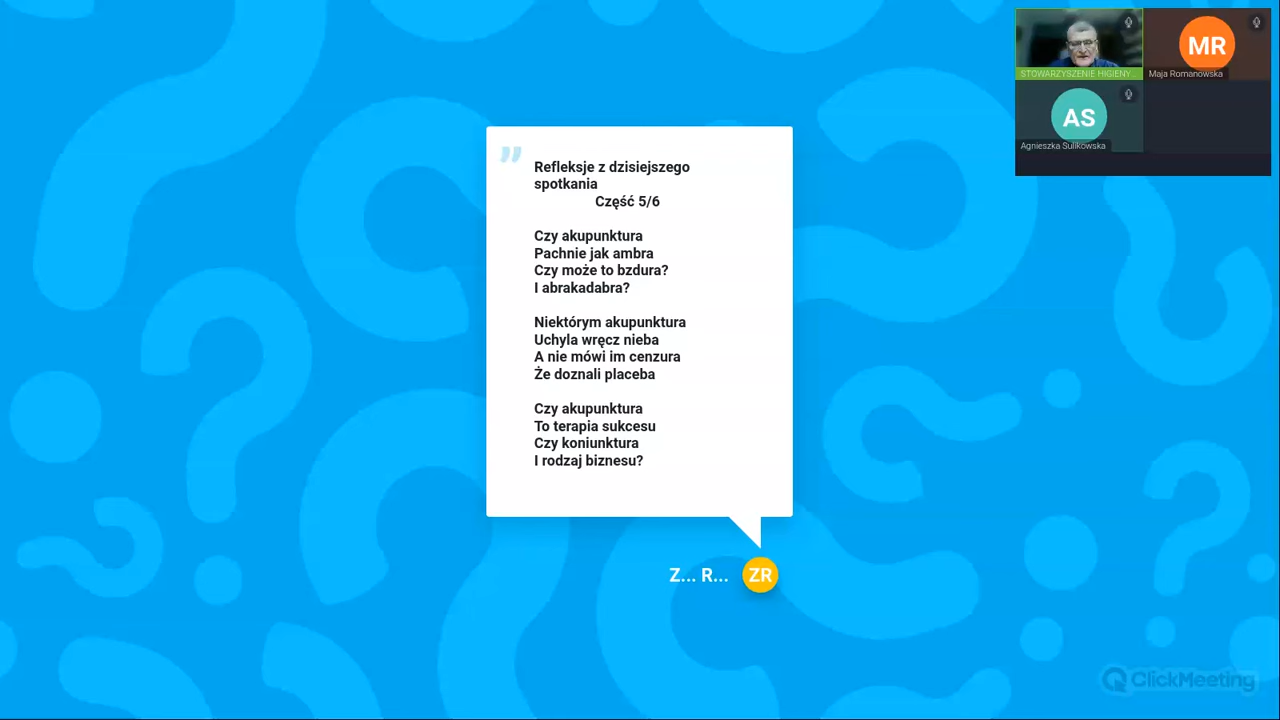 STOWARZYSZENIE HIGIENY...
MR
Maja Romanowska
AS
Agnieszka Sulikowska
Refleksje z dzisiejszego
spotkania
Część 5/6
Czy akupunktura
Pachnie jak ambra
Czy może to bzdura?
I abrakadabra?
Niektórym akupunktura
Uchyla wręcz nieba
A nie mówi im cenzura
Że doznali placeba
Czy akupunktura
To terapia sukcesu
Czy koniunktura
I rodzaj biznesu?
Z... R...
ZR
ClickMeeting